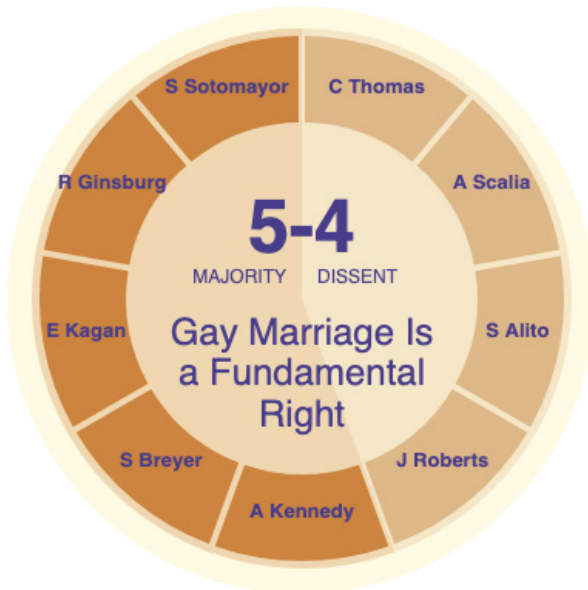 S Sotomayor
C Thomas
R Ginsburg
A Scalia
5-4
MAJORITY DISSENT
E Kagan
S Alito
Gay Marriage Is
a Fundamental
Right
S Breyer
J Roberts
A Kennedy